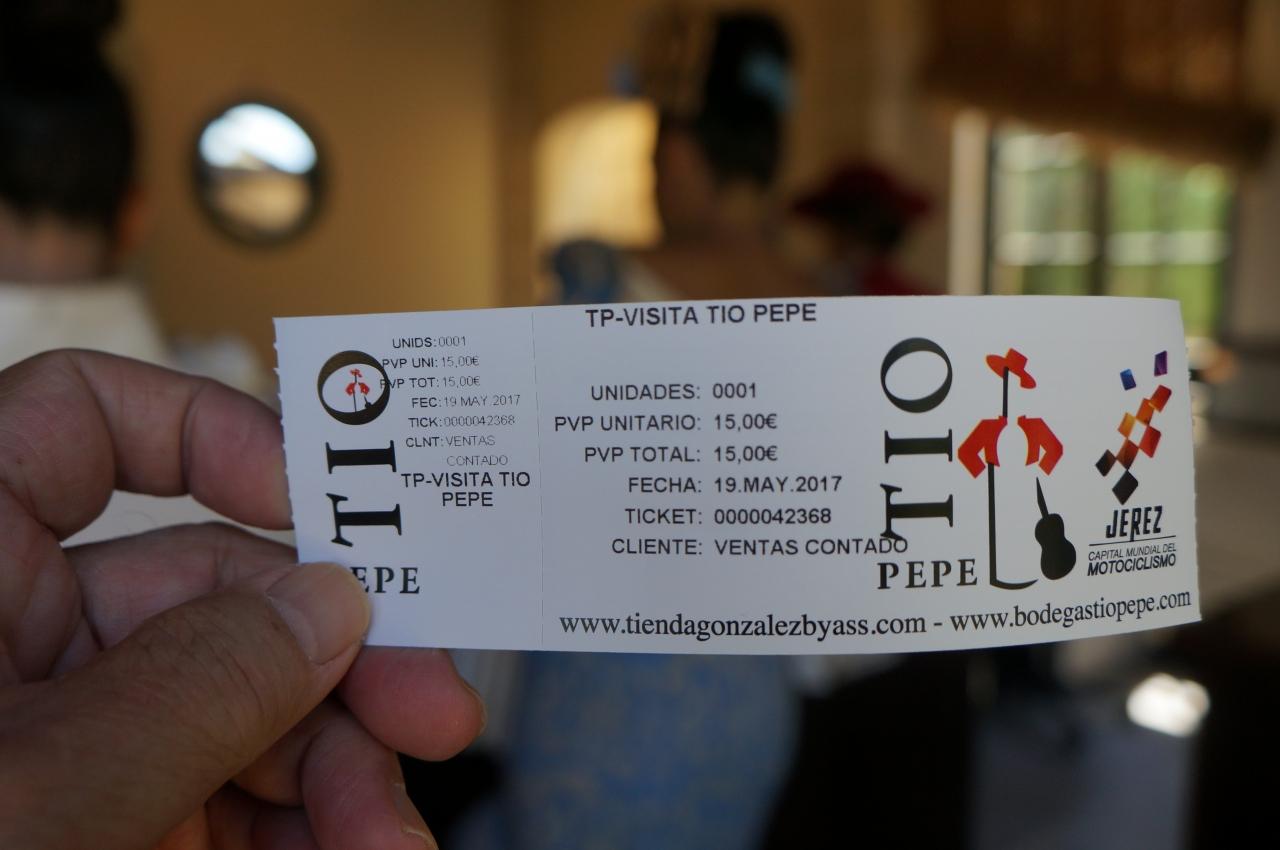 TIO
PEPE
UNIDS:0001
PVP UNI:15,00€
PVP TOT:15,00€
FEC:19.MAY.2017
TICK:0000042368
CLNT:VENTAS
CONTADO
TP-VISITA TIO
PEPE
TP-VISITA TIO PEPE
UNIDADES: 0001
PVP UNITARIO: 15,00€
PVP TOTAL: 15,00€
FECHA: 19.MAY.2017
TICKET: 0000042368
CLIENTE: VENTAS CONTADO
TIO
PEPE
JEREZ
CAPITAL MUNDIAL DEL
MOTOCICLISMO
www.tiendagonzalezbyass.com - www.bodegastiopepe.com